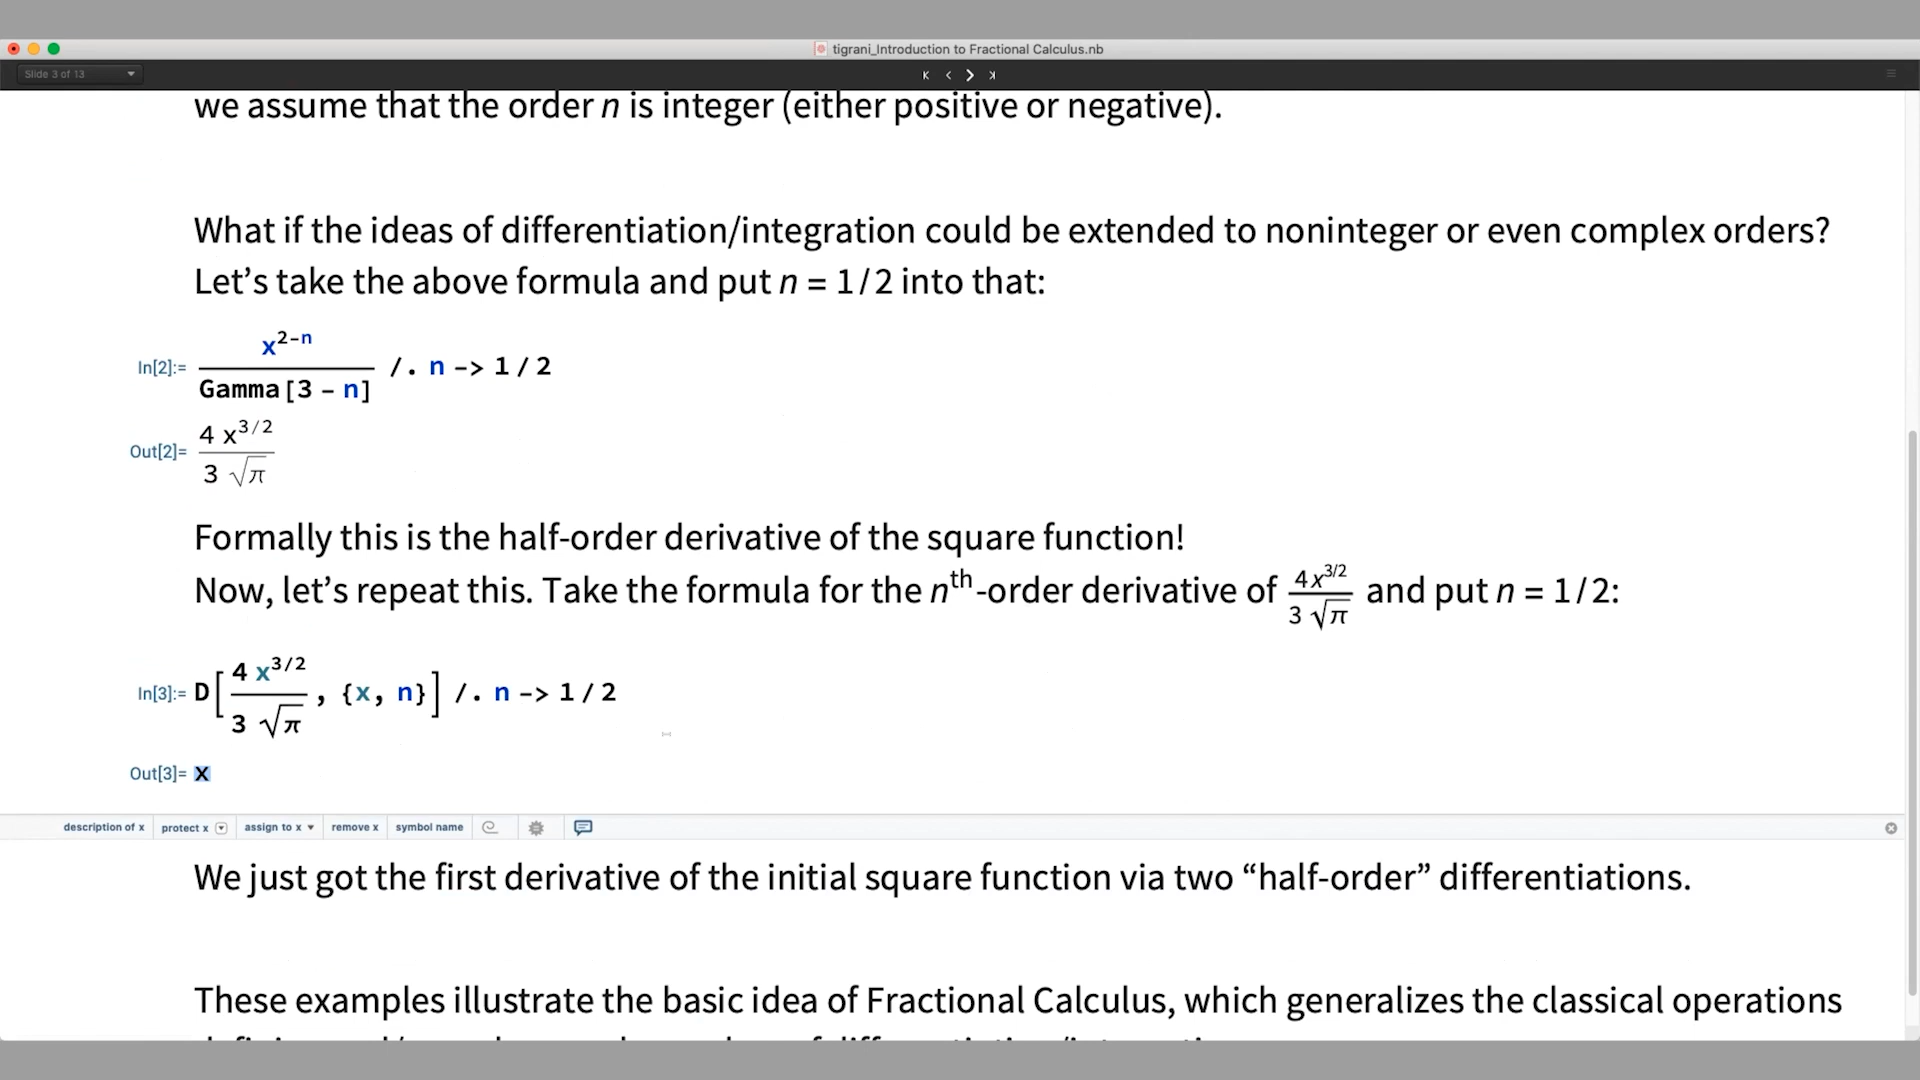 tigrani_Introduction to Fractional Calculus.nb
Slide 3 of 13
we assume that the order n is integer (either positive or negative).
What if the ideas of differentiation/integration could be extended to noninteger or even complex orders?
Let’s take the above formula and put n = 1/2 into that:
In[2]:= x^(2-n) / Gamma[3 - n] /. n -> 1/2
Out[2]= 4 x^(3/2) / 3 √π
Formally this is the half-order derivative of the square function!
Now, let’s repeat this. Take the formula for the n^th-order derivative of 4x^(3/2) / 3 √π and put n = 1/2:
In[3]:= D[4 x^(3/2) / 3 √π, {x, n}] /. n -> 1/2
Out[3]= x
description of x protect x assign to x remove x symbol name
We just got the first derivative of the initial square function via two “half-order” differentiations.
These examples illustrate the basic idea of Fractional Calculus, which generalizes the classical operations